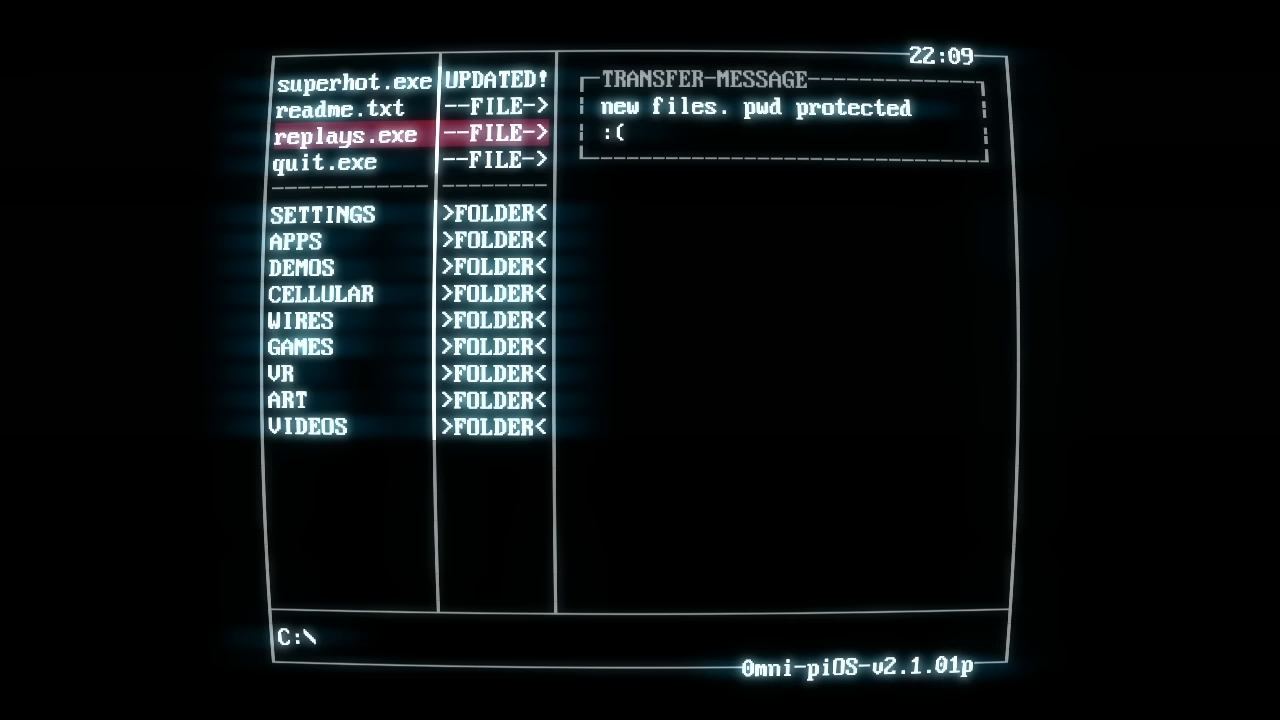 22:09
superhot.exe UPDATED!
readme.txt --FILE->
replays.exe --FILE->
quit.exe --FILE->
SETTINGS >FOLDER<
APPS >FOLDER<
DEMOS >FOLDER<
CELLULAR >FOLDER<
WIRES >FOLDER<
GAMES >FOLDER<
VR >FOLDER<
ART >FOLDER<
VIDEOS >FOLDER<
TRANSFER-MESSAGE
new files. pwd protected
:(
C:\
Omni-piOS-v2.1.01p